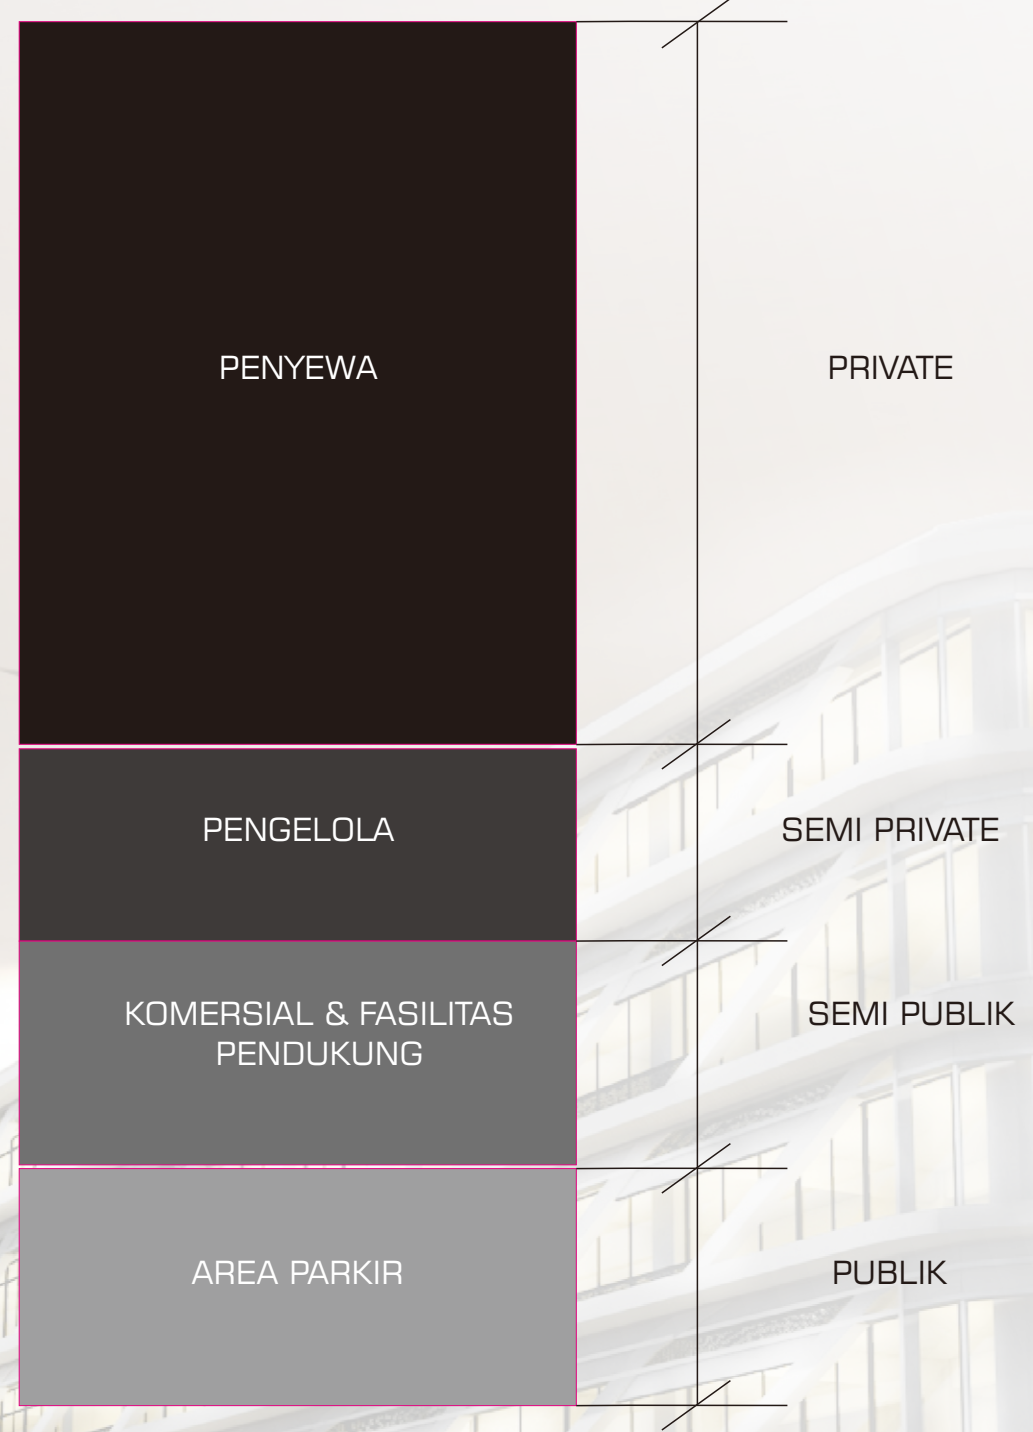 PENYEWA
PRIVATE
PENGELOLA
SEMI PRIVATE
KOMERSIAL & FASILITAS
PENDUKUNG
SEMI PUBLIK
AREA PARKIR
PUBLIK